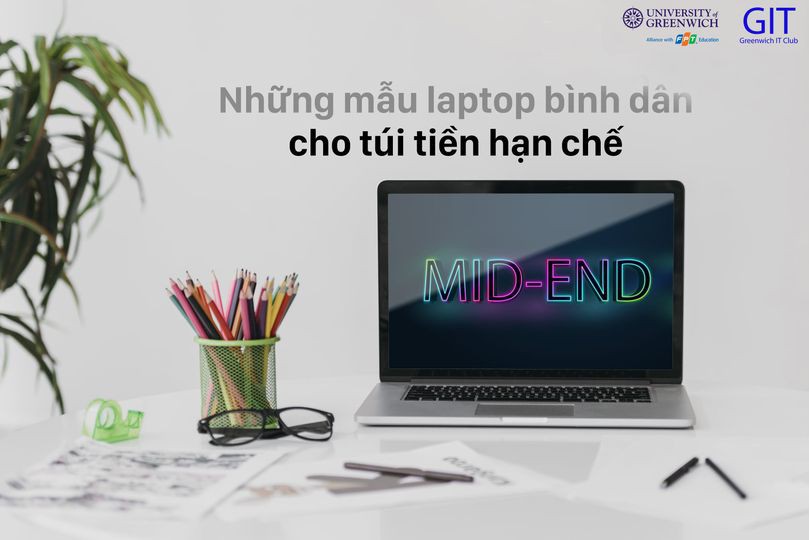 UNIVERSITY of
GREENWICH
Alliance with FPT Education
GIT
Greenwich IT Club
Những mẫu laptop bình dân
cho túi tiền hạn chế
MID-END